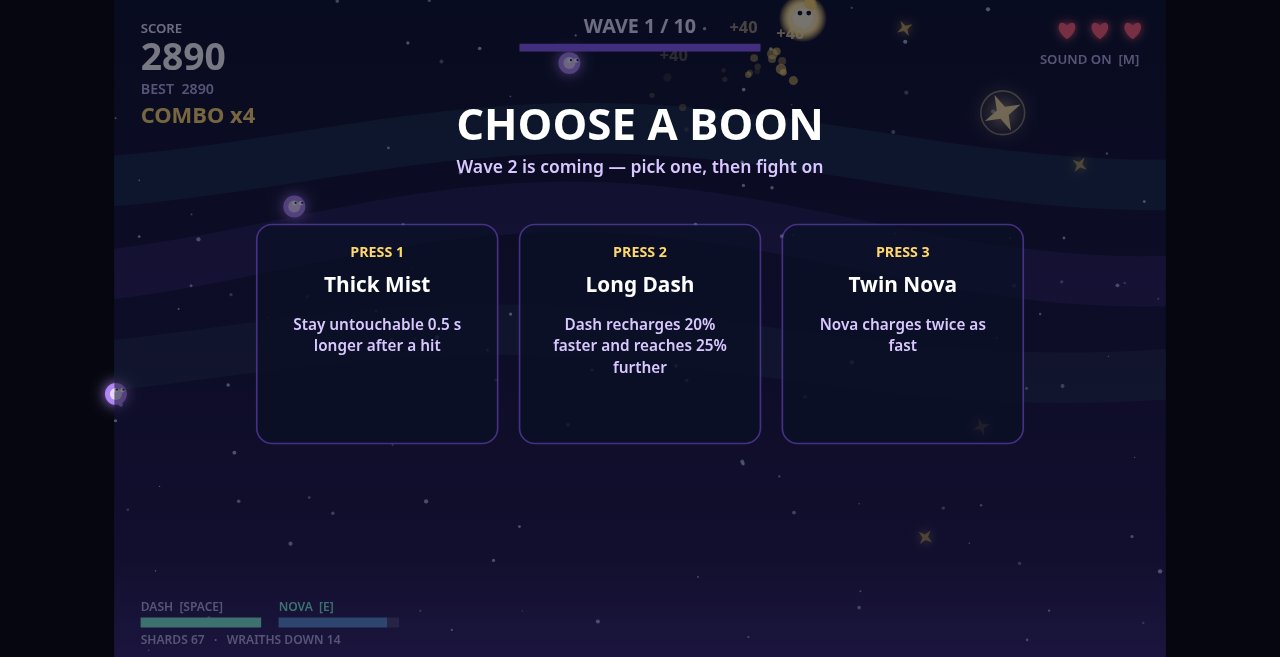 SCORE
2890
BEST 2890
COMBO x4
WAVE 1 / 10
+40
+40
+40
SOUND ON [M]
CHOOSE A BOON
Wave 2 is coming — pick one, then fight on
PRESS 1
Thick Mist
Stay untouchable 0.5 s
longer after a hit
PRESS 2
Long Dash
Dash recharges 20%
faster and reaches 25%
further
PRESS 3
Twin Nova
Nova charges twice as
fast
DASH [SPACE]
NOVA [E]
SHARDS 67 · WRAITHS DOWN 14